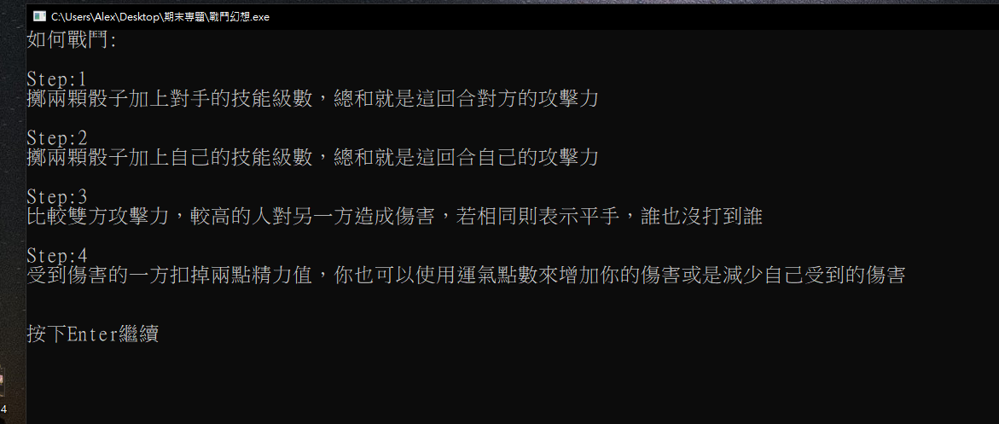 C:\Users\Alex\Desktop\期末專題\戰鬥幻想.exe
如何戰鬥:
Step:1
擲兩顆骰子加上對手的技能級數，總和就是這回合對方的攻擊力
Step:2
擲兩顆骰子加上自己的技能級數，總和就是這回合自己的攻擊力
Step:3
比較雙方攻擊力，較高的人對另一方造成傷害，若相同則表示平手，誰也沒打到誰
Step:4
受到傷害的一方扣掉兩點精力值，你也可以使用運氣點數來增加你的傷害或是減少自己受到的傷害
按下Enter繼續
4